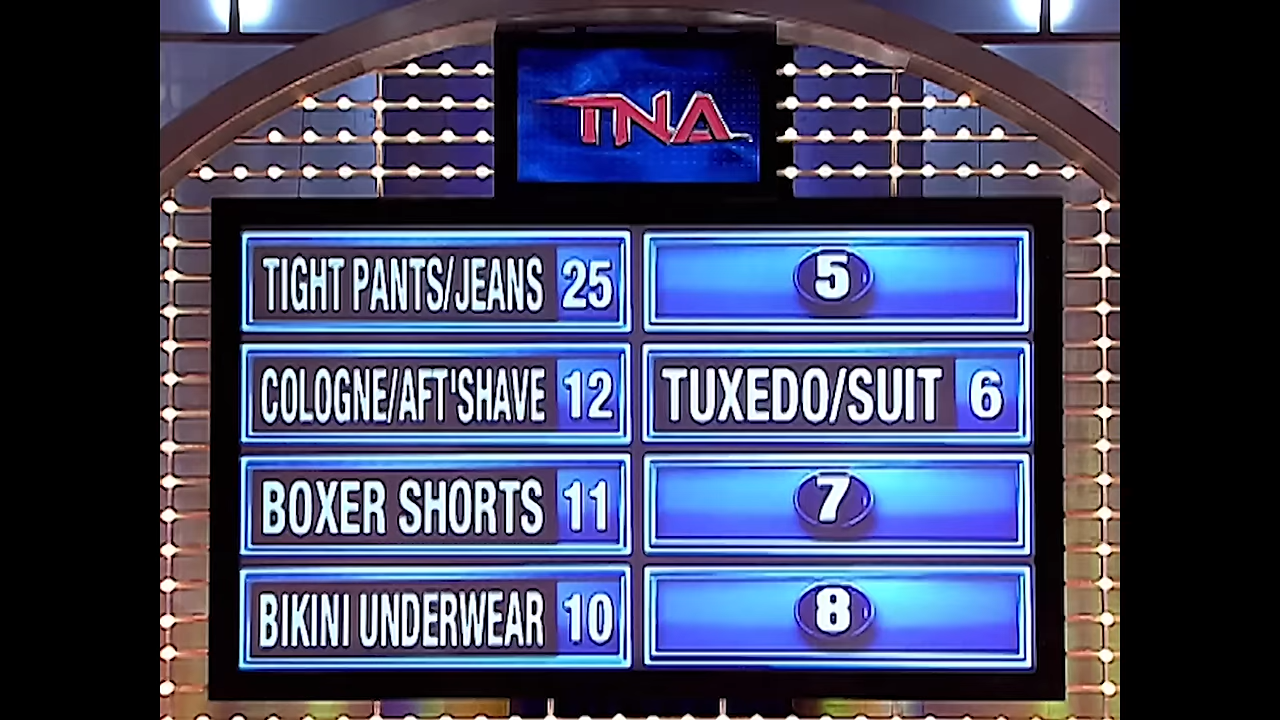 TNA
TIGHT PANTS/JEANS 25
COLOGNE/AFT'SHAVE 12
BOXER SHORTS 11
BIKINI UNDERWEAR 10
5
TUXEDO/SUIT 6
7
8